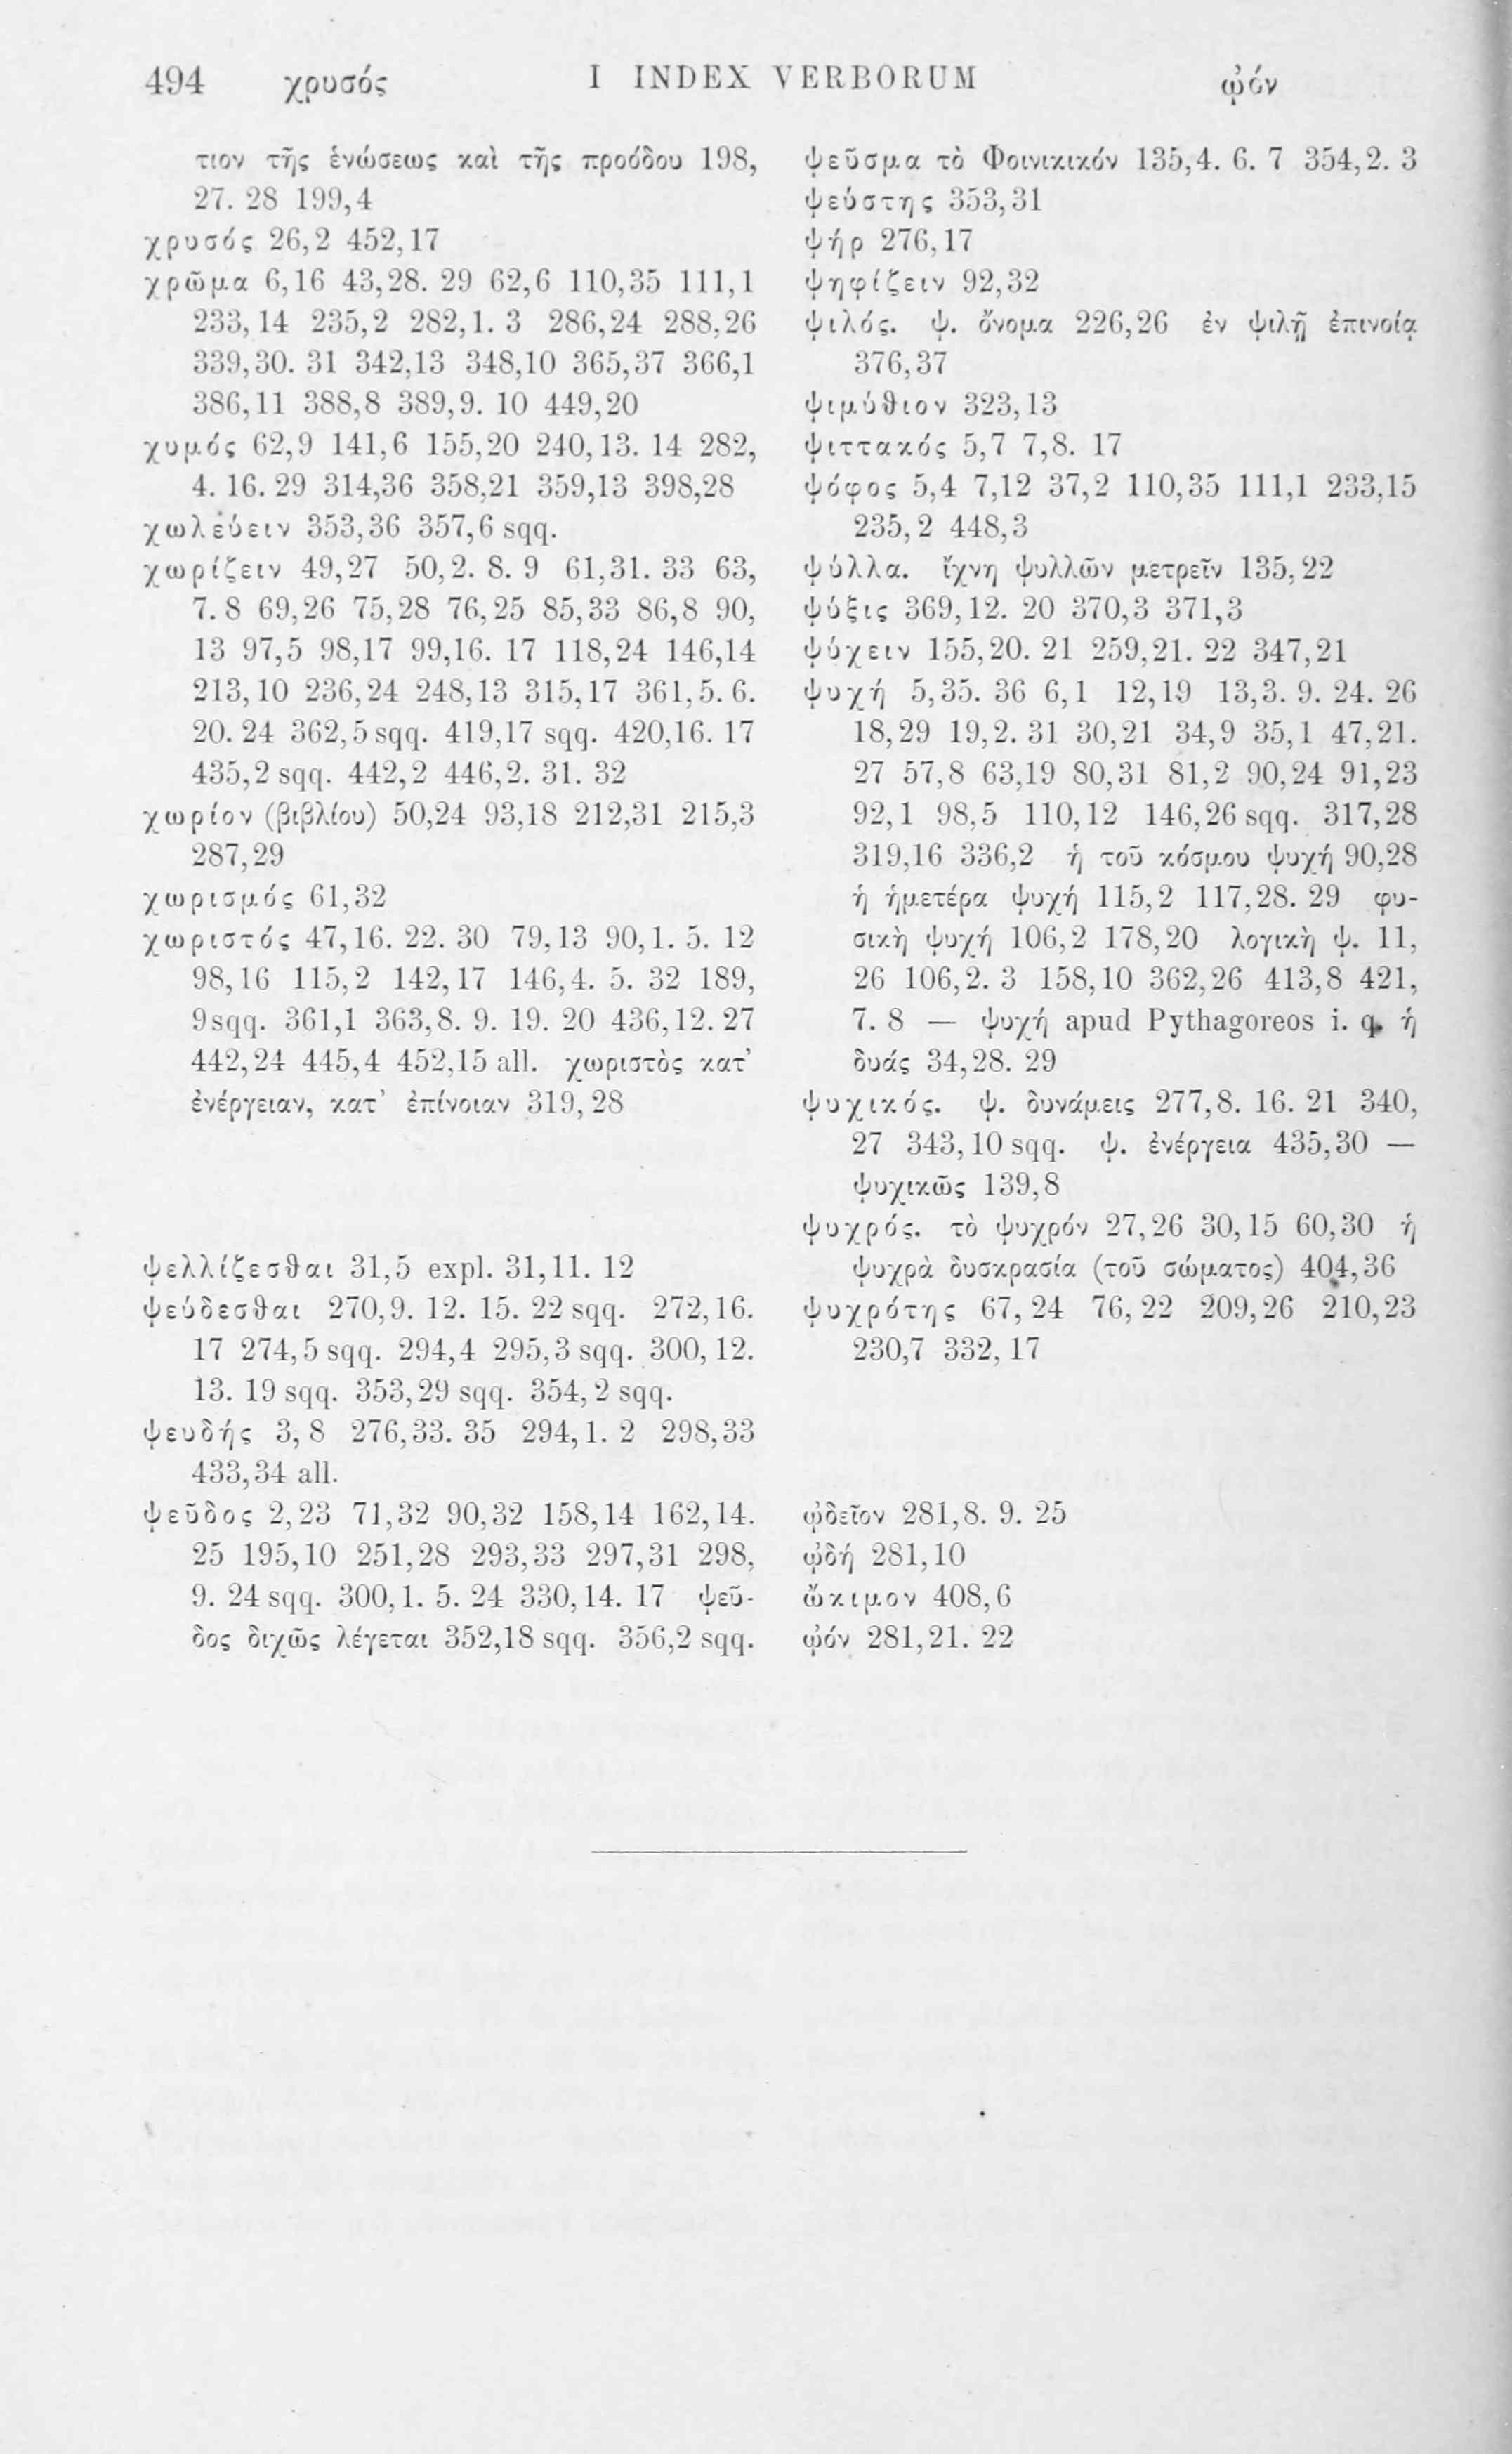 494 χρυσός I INDEX VERBORUM ᾠόν
τιον τῆς ἑνώσεως καὶ τῆς προόδου 198,
27. 28 199,4
χρυσός 26,2 452,17
χρῶμα 6,16 43,28. 29 62,6 110,35 111,1
233,14 235,2 282,1. 3 286,24 288,26
339,30. 31 342,13 348,10 365,37 366,1
386,11 388,8 389,9. 10 449,20
χυμός 62,9 141,6 155,20 240,13. 14 282,
4. 16. 29 314,36 358,21 359,13 398,28
χωλεύειν 353,36 357,6 sqq.
χωρίζειν 49,27 50,2. 8. 9 61,31. 33 63,
7. 8 69,26 75,28 76,25 85,33 86,8 90,
13 97,5 98,17 99,16. 17 118,24 146,14
213,10 236,24 248,13 315,17 361,5. 6.
20. 24 362,5 sqq. 419,17 sqq. 420,16. 17
435,2 sqq. 442,2 446,2. 31. 32
χωρίον (βιβλίου) 50,24 93,18 212,31 215,3
287,29
χωρισμός 61,32
χωριστός 47,16. 22. 30 79,13 90,1. 5. 12
98,16 115,2 142,17 146,4. 5. 32 189,
9 sqq. 361,1 363,8. 9. 19. 20 436,12. 27
442,24 445,4 452,15 all. χωριστὸς κατ'
ἐνέργειαν, κατ' ἐπίνοιαν 319,28
ψελλίζεσθαι 31,5 expl. 31,11. 12
ψεύδεσθαι 270,9. 12. 15. 22 sqq. 272,16.
17 274,5 sqq. 294,4 295,3 sqq. 300,12.
13. 19 sqq. 353,29 sqq. 354,2 sqq.
ψευδής 3,8 276,33. 35 294,1. 2 298,33
433,34 all.
ψεῦδος 2,23 71,32 90,32 158,14 162,14.
25 195,10 251,28 293,33 297,31 298,
9. 24 sqq. 300,1. 5. 24 330,14. 17 ψεῦ-
δος διχῶς λέγεται 352,18 sqq. 356,2 sqq.
ψεῦσμα τὸ Φοινικικόν 135,4. 6. 7 354,2. 3
ψεύστης 353,31
ψήρ 276,17
ψηφίζειν 92,32
ψιλός. ψ. ὄνομα 226,26 ἐν ψιλῇ ἐπινοίᾳ
376,37
ψιμύθιον 323,13
ψιττακός 5,7 7,8. 17
ψόφος 5,4 7,12 37,2 110,35 111,1 233,15
235,2 448,3
ψύλλα. ἴχνη ψυλλῶν μετρεῖν 135,22
ψύξις 369,12. 20 370,3 371,3
ψύχειν 155,20. 21 259,21. 22 347,21
ψυχή 5,35. 36 6,1 12,19 13,3. 9. 24. 26
18,29 19,2. 31 30,21 34,9 35,1 47,21.
27 57,8 63,19 80,31 81,2 90,24 91,23
92,1 98,5 110,12 146,26 sqq. 317,28
319,16 336,2 ἡ τοῦ κόσμου ψυχή 90,28
ἡ ἡμετέρα ψυχή 115,2 117,28. 29 φυ-
σικὴ ψυχή 106,2 178,20 λογικὴ ψ. 11,
26 106,2. 3 158,10 362,26 413,8 421,
7. 8 — ψυχή apud Pythagoreos i. q. ἡ
δυάς 34,28. 29
ψυχικός. ψ. δυνάμεις 277,8. 16. 21 340,
27 343,10 sqq. ψ. ἐνέργεια 435,30 —
ψυχικῶς 139,8
ψυχρός. τὸ ψυχρόν 27,26 30,15 60,30 ἡ
ψυχρὰ δυσκρασία (τοῦ σώματος) 404,36
ψυχρότης 67,24 76,22 209,26 210,23
230,7 332,17
ᾠδεῖον 281,8. 9. 25
ᾠδή 281,10
ὤκιμον 408,6
ᾠόν 281,21. 22